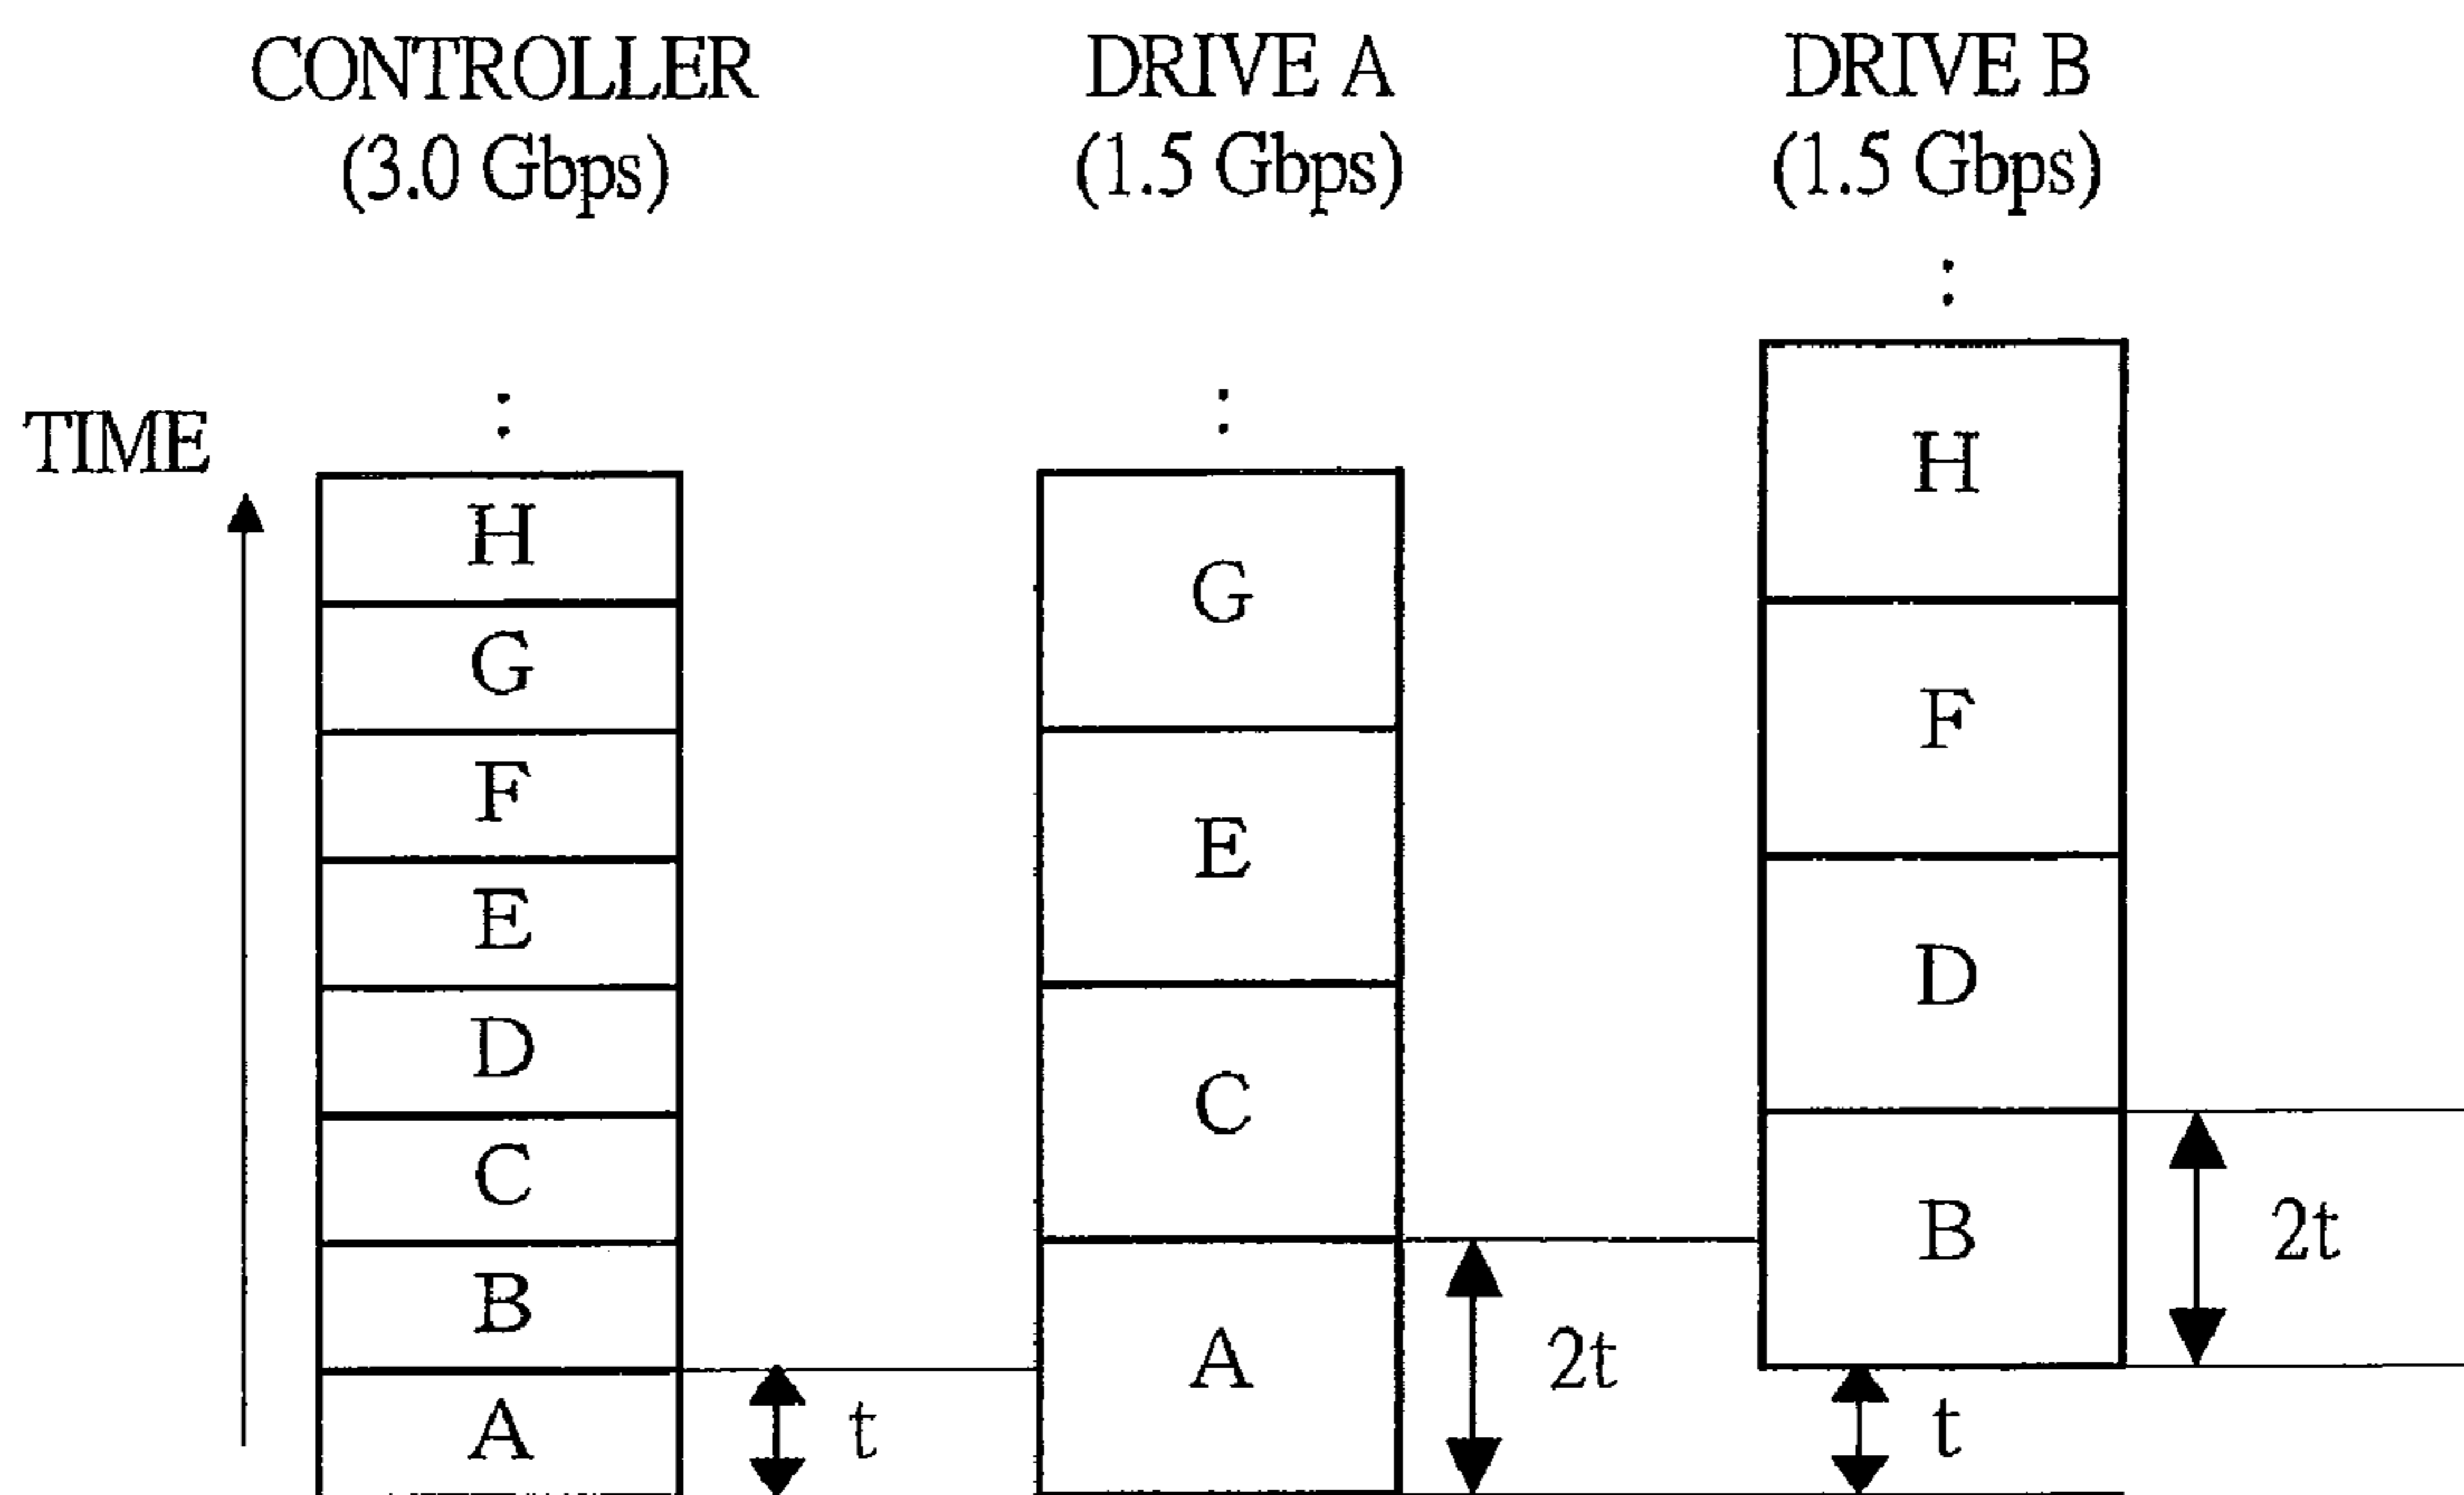 CONTROLLER
(3.0 Gbps)
DRIVE A
(1.5 Gbps)
DRIVE B
(1.5 Gbps)
TIME
:
H
G
F
E
D
C
B
A
t
:
G
E
C
A
2t
:
H
F
D
B
2t
t